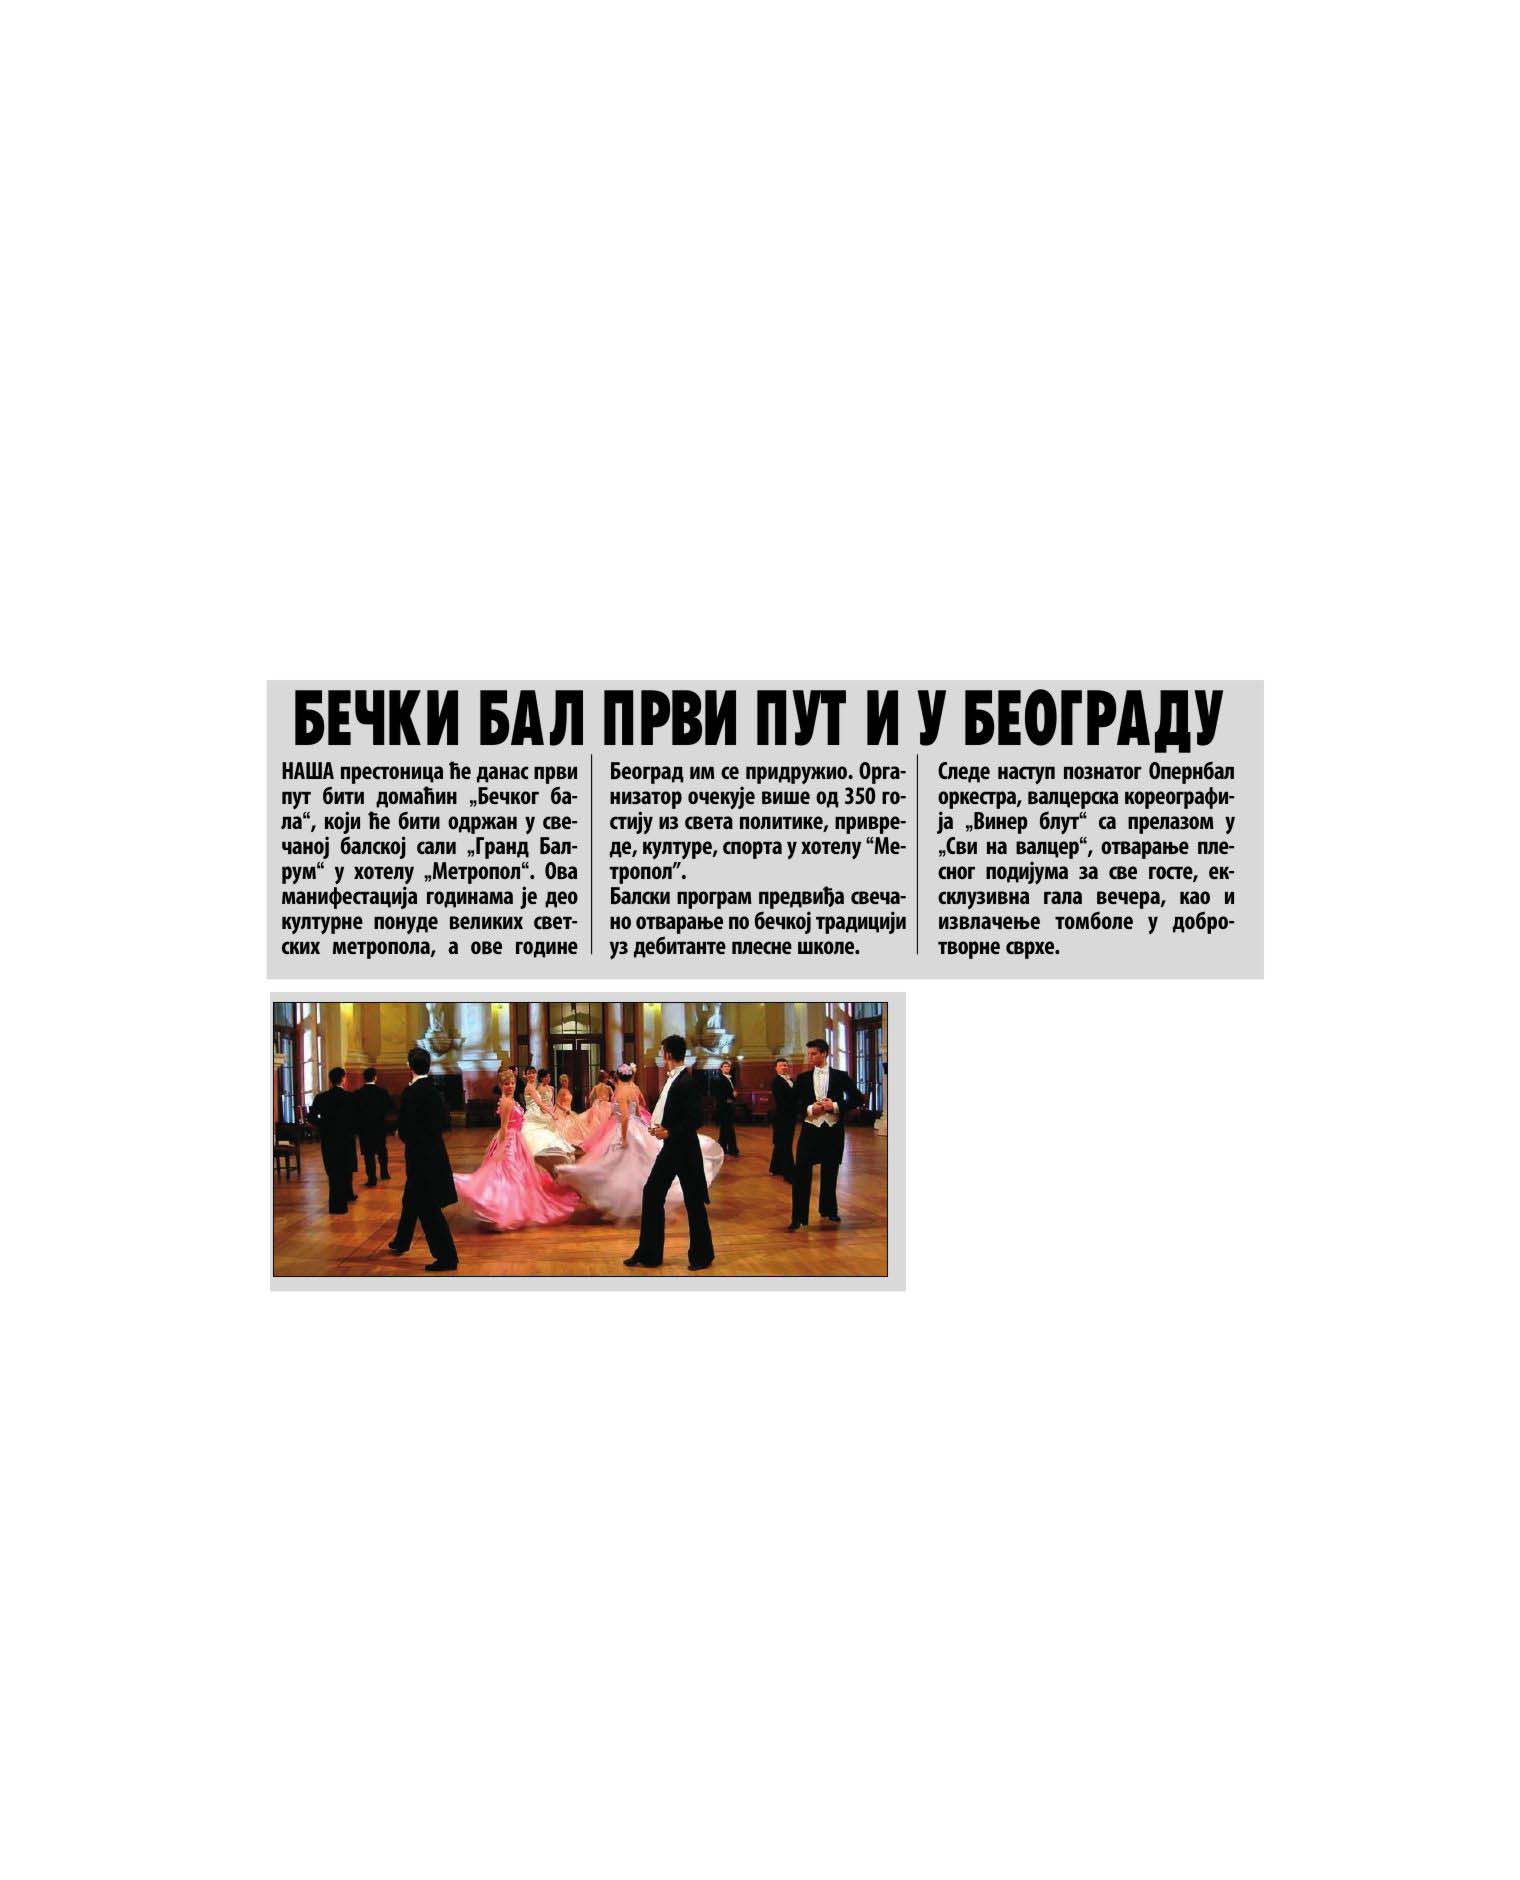 БЕЧКИ БАЛ ПРВИ ПУТ И У БЕОГРАДУ
НАША престоница ће данас први
пут бити домаћин „Бечког ба-
ла“, који ће бити одржан у све-
чаној балској сали „Гранд Бал-
рум“ у хотелу „Метропол“. Ова
манифестација годинама је део
културне понуде великих свет-
ских метропола, а ове године
Београд им се придружио. Орга-
низатор очекује више од 350 го-
стију из света политике, привре-
де, културе, спорта у хотелу “Ме-
тропол”.
Балски програм предвиђа свеча-
но отварање по бечкој традицији
уз дебитанте плесне школе.
Следе наступ познатог Опернбал
оркестра, валцерска кореографи-
ја „Винер блут“ са прелазом у
„Сви на валцер“, отварање пле-
сног подијума за све госте, ек-
склузивна гала вечера, као и
извлачење томболе у добро-
творне сврхе.